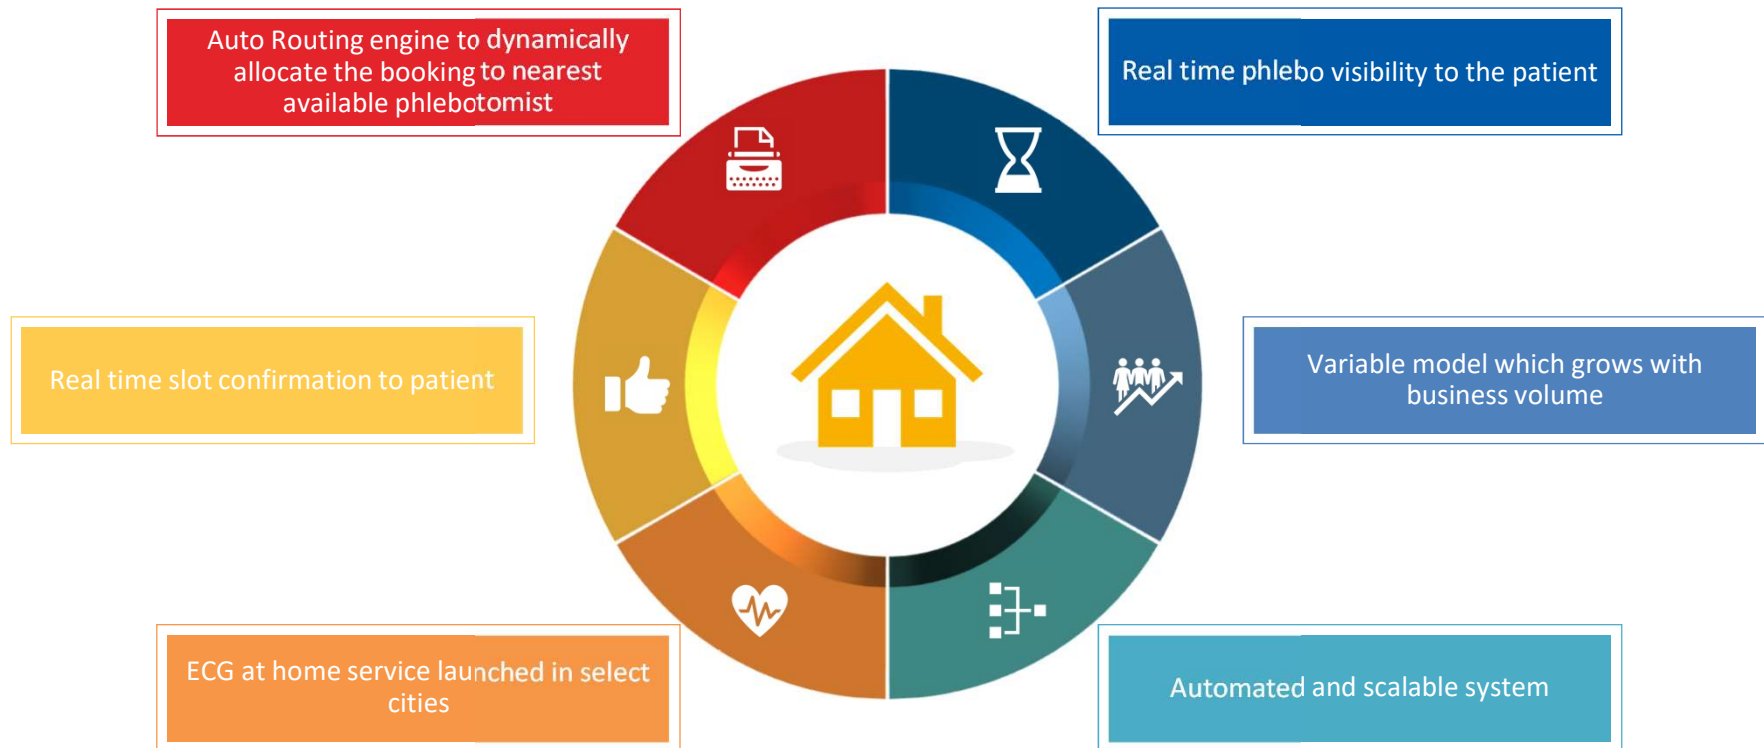 Auto Routing engine to dynamically
allocate the booking to nearest
available phlebotomist
Real time phlebo visibility to the patient
Real time slot confirmation to patient
Variable model which grows with
business volume
ECG at home service launched in select
cities
Automated and scalable system